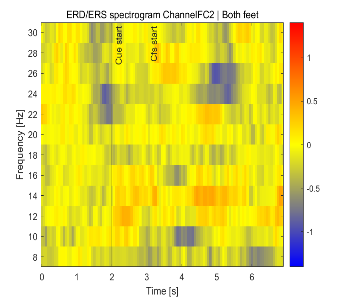 ERD/ERS spectrogram ChannelFC2 | Both feet
Frequency [Hz]
30
28
26
24
22
20
18
16
14
12
10
8
Cue start
Cfs start
1
0.5
0
-0.5
-1
0 1 2 3 4 5 6
Time [s]